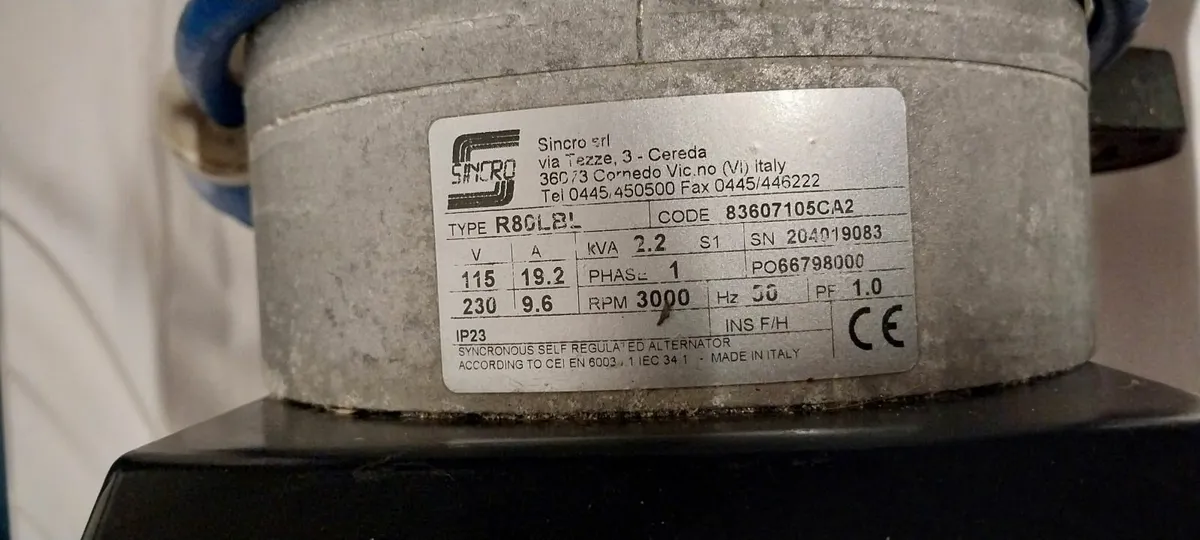 SINCRO
Sincro srl
via Tezze, 3 - Cereda
36073 Cornedo Vic.no (VI) Italy
Tel 0445/450500 Fax 0445/446222
TYPE R80LBL CODE 83607105CA2
V A kVA 2.2 S1 SN 204019083
115 19.2 PHASE 1 PO66798000
230 9.6 RPM 3000 Hz 50 PF 1.0
IP23 INS F/H CE
SYNCRONOUS SELF REGULATED ALTERNATOR
ACCORDING TO CEI EN 6003 .1 IEC 34 1 - MADE IN ITALY